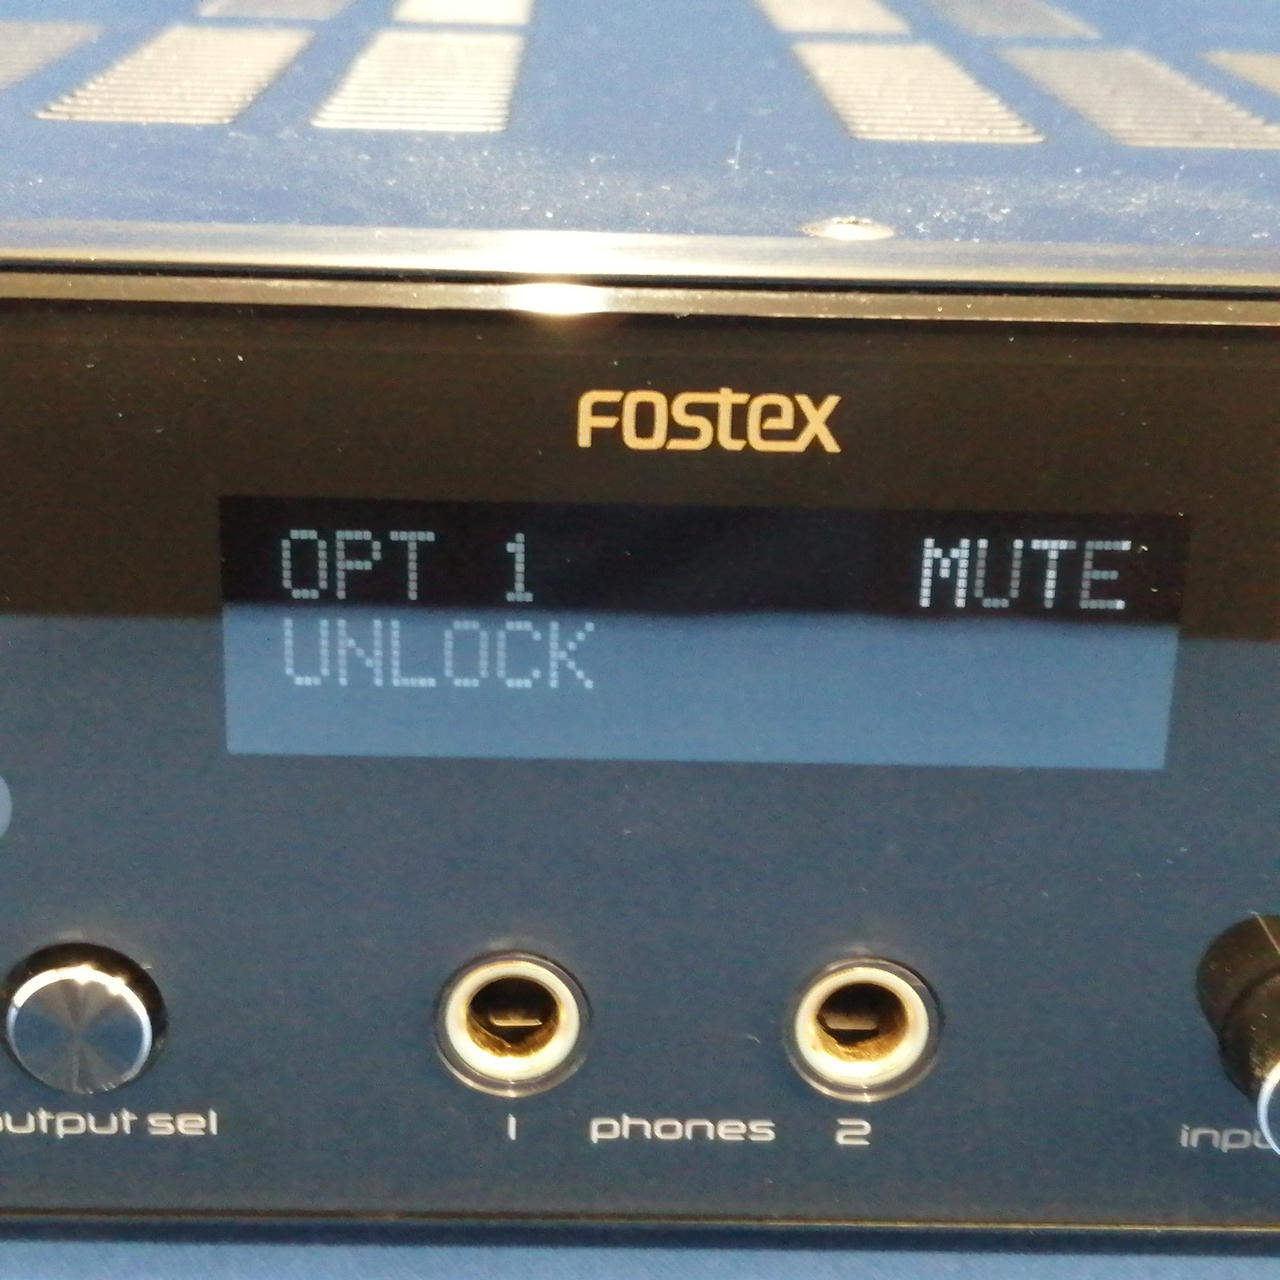 FOSTEX
OPT 1 MUTE
UNLOCK
output sel
1 phones 2